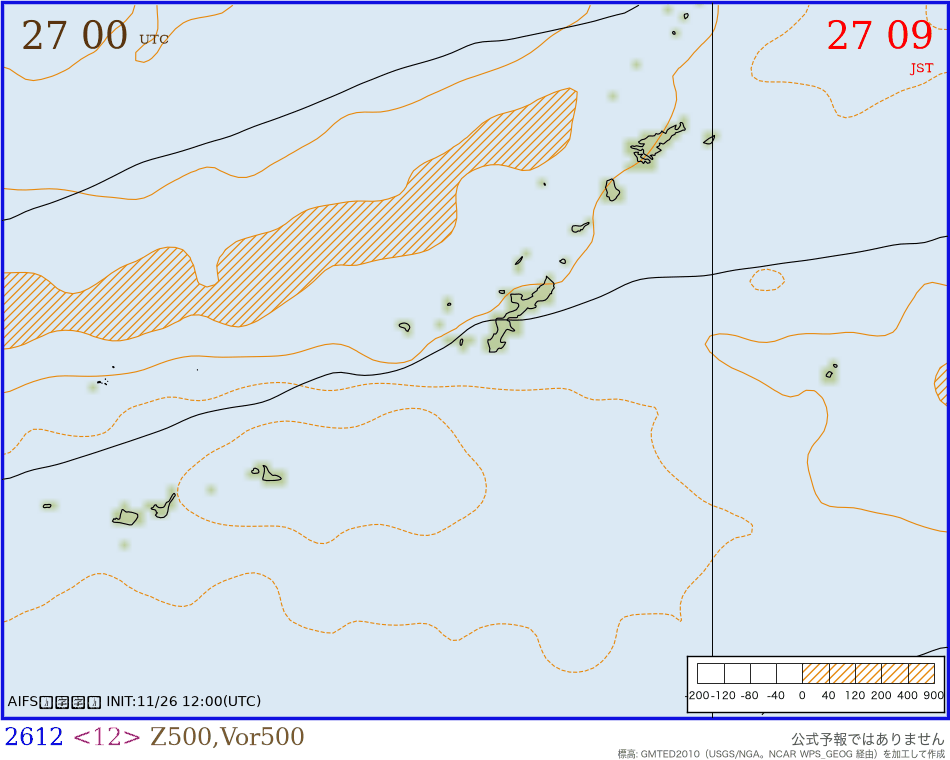 27 00 UTC
27 09
JST
-200 -120 -80 -40 0 40 120 200 400 900
AIFS INIT:11/26 12:00(UTC)
2612 <12> Z500,Vor500
公式予報ではありません
標高: GMTED2010（USGS/NGA。NCAR WPS_GEOG 経由）を加工して作成